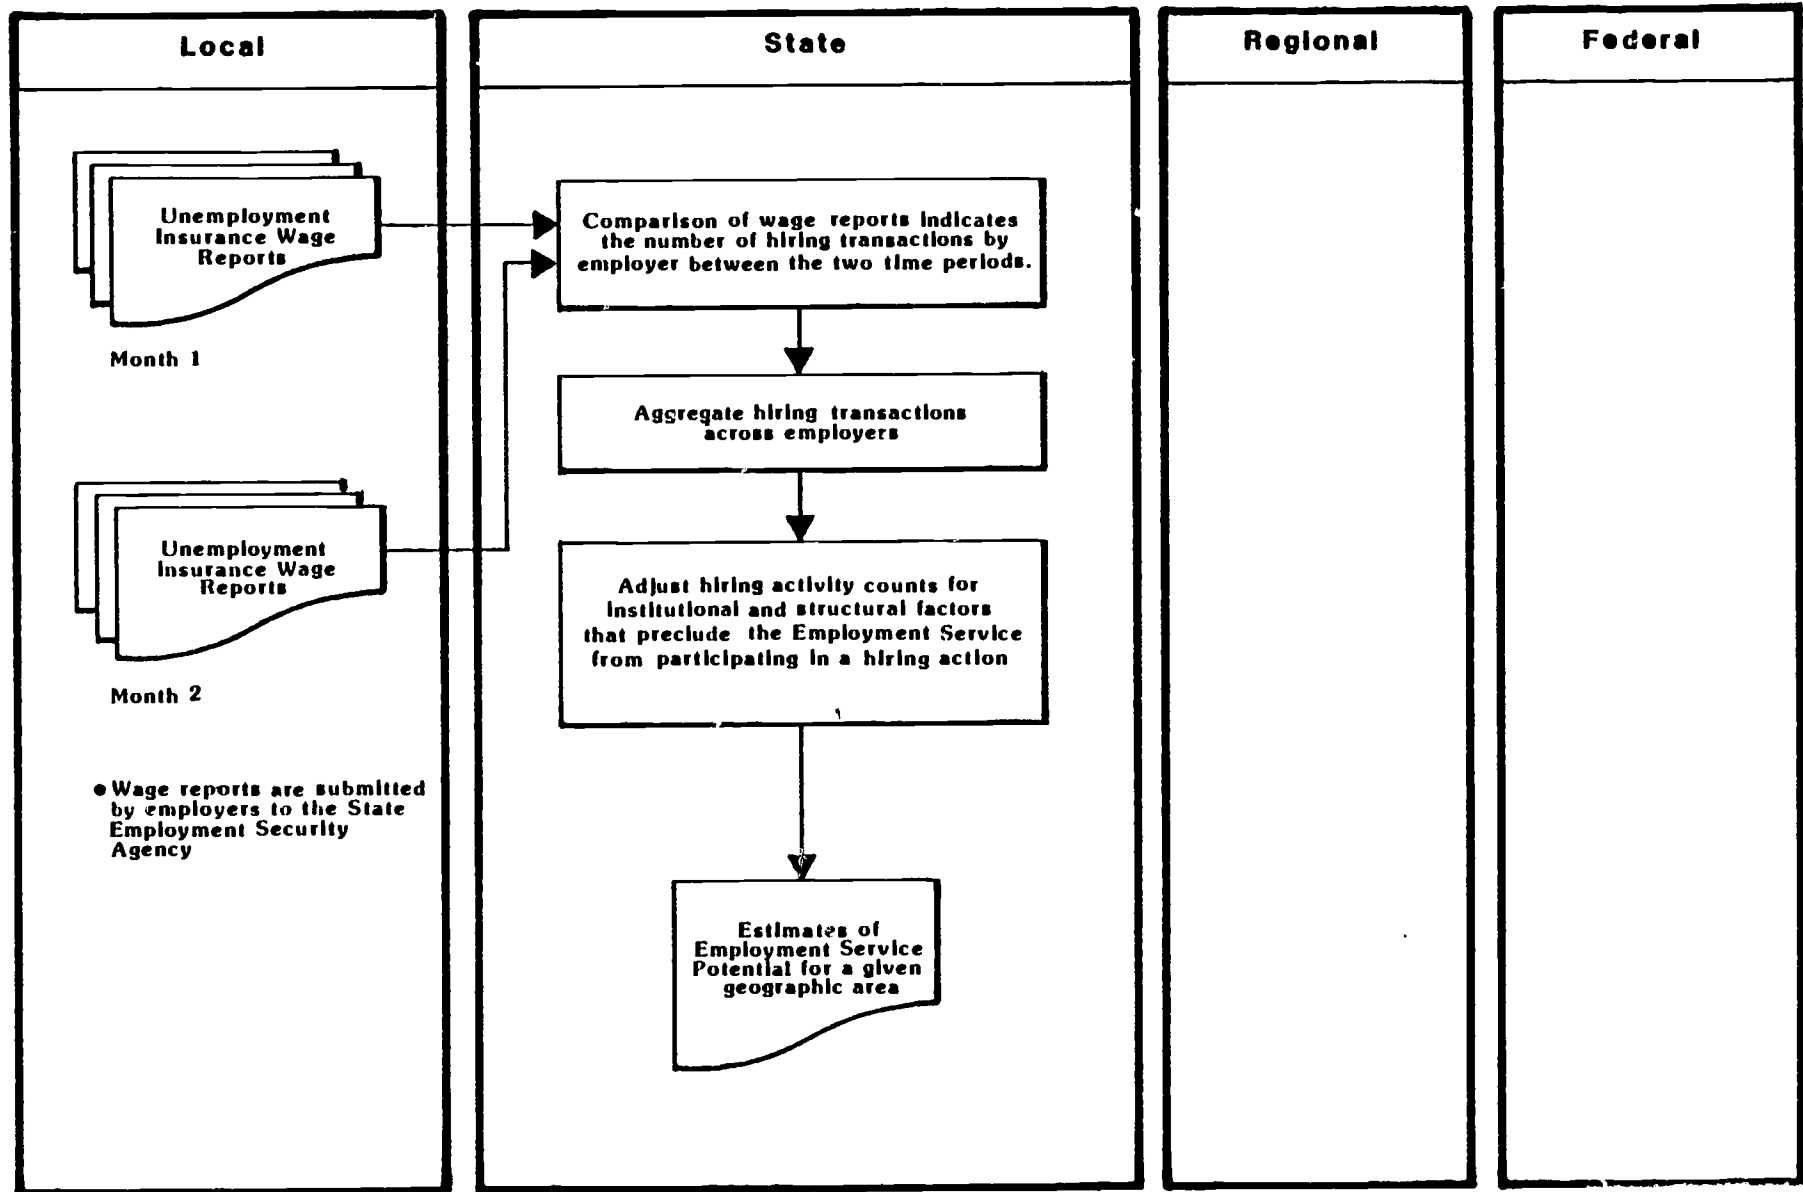 Local
State
Regional
Federal
Unemployment
Insurance Wage
Reports
Month 1
Unemployment
Insurance Wage
Reports
Month 2
● Wage reports are submitted
by employers to the State
Employment Security
Agency
Comparison of wage reports indicates
the number of hiring transactions by
employer between the two time periods.
Aggregate hiring transactions
across employers
Adjust hiring activity counts for
institutional and structural factors
that preclude the Employment Service
from participating in a hiring action
Estimates of
Employment Service
Potential for a given
geographic area